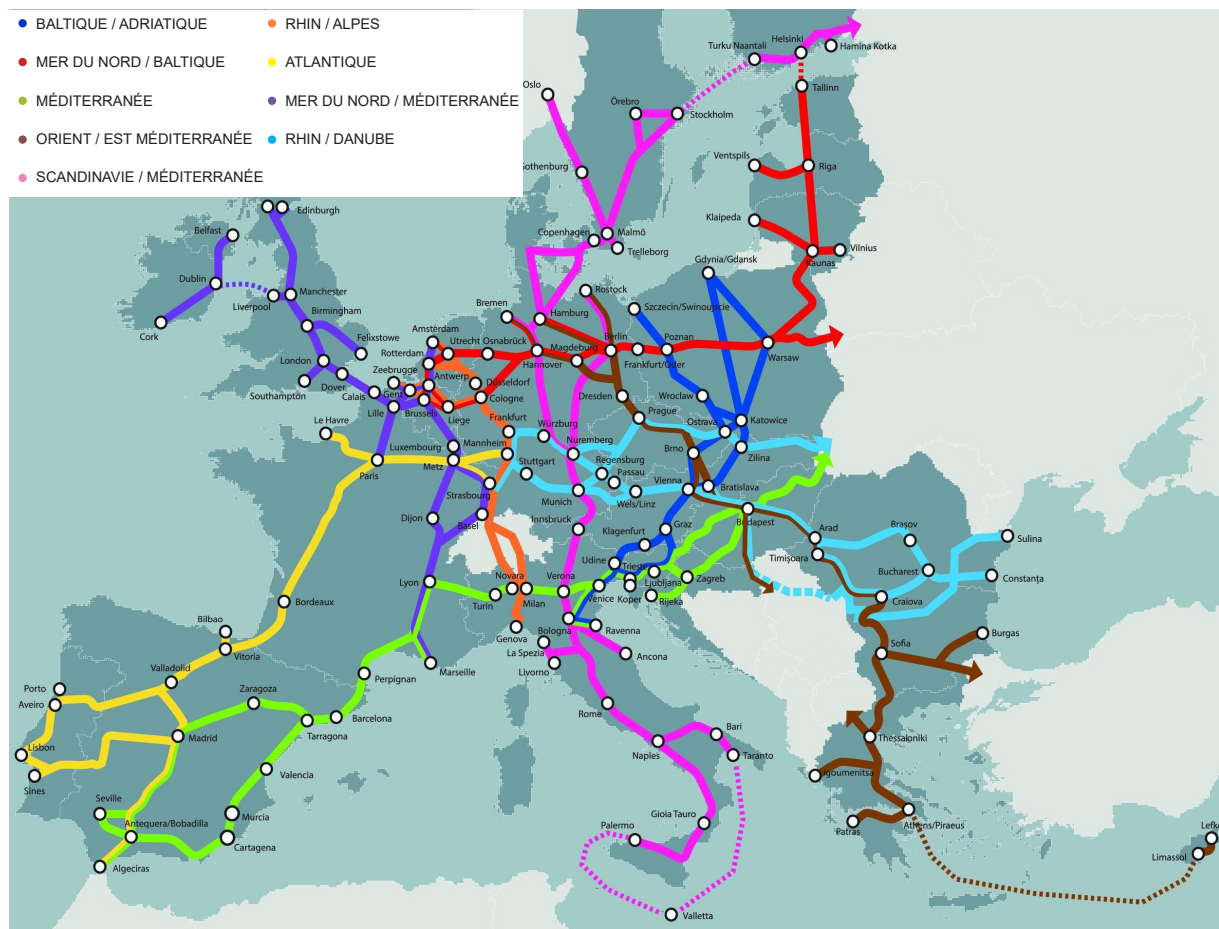 BALTIQUE / ADRIATIQUE
RHIN / ALPES
MER DU NORD / BALTIQUE
ATLANTIQUE
MÉDITERRANÉE
MER DU NORD / MÉDITERRANÉE
ORIENT / EST MÉDITERRANÉE
RHIN / DANUBE
SCANDINAVIE / MÉDITERRANÉE
Helsinki
Turku Naantali
Hamina Kotka
Oslo
Tallinn
Örebro
Stockholm
Ventspils
Riga
Gothenburg
Edinburgh
Klaipeda
Belfast
Copenhagen
Malmö
Trelleborg
Vilnius
Kaunas
Gdynia/Gdansk
Dublin
Liverpool
Manchester
Rostock
Bremen
Hamburg
Szczecin/Swinoujscie
Cork
Birmingham
Felixstowe
Amsterdam
Utrecht
Osnabrück
Hannover
Magdeburg
Berlin
Frankfurt/Oder
Poznan
Warsaw
London
Rotterdam
Zeebrugge
Antwerp
Düsseldorf
Southampton
Dover
Calais
Gent
Cologne
Dresden
Wroclaw
Lille
Brussels
Liege
Le Havre
Frankfurt
Würzburg
Prague
Ostrava
Katowice
Luxembourg
Mannheim
Nuremberg
Brno
Zilina
Paris
Metz
Stuttgart
Regensburg
Passau
Strasbourg
Munich
Wels/Linz
Vienna
Bratislava
Dijon
Basel
Innsbruck
Graz
Budapest
Klagenfurt
Arad
Brașov
Sulina
Timișoara
Udine
Trieste
Ljubljana
Zagreb
Bucharest
Constanța
Lyon
Novara
Verona
Turin
Milan
Venice
Koper
Rijeka
Craiova
Bordeaux
Bilbao
Vitoria
Genova
Bologna
Ravenna
La Spezia
Livorno
Ancona
Marseille
Sofia
Burgas
Valladolid
Perpignan
Porto
Aveiro
Zaragoza
Rome
Barcelona
Tarragona
Madrid
Bari
Naples
Taranto
Thessaloniki
Lisbon
Sines
Valencia
Igoumenitsa
Seville
Murcia
Antequera/Bobadilla
Cartagena
Gioia Tauro
Palermo
Patras
Athens/Piraeus
Lefko
Limassol
Algeciras
Valletta